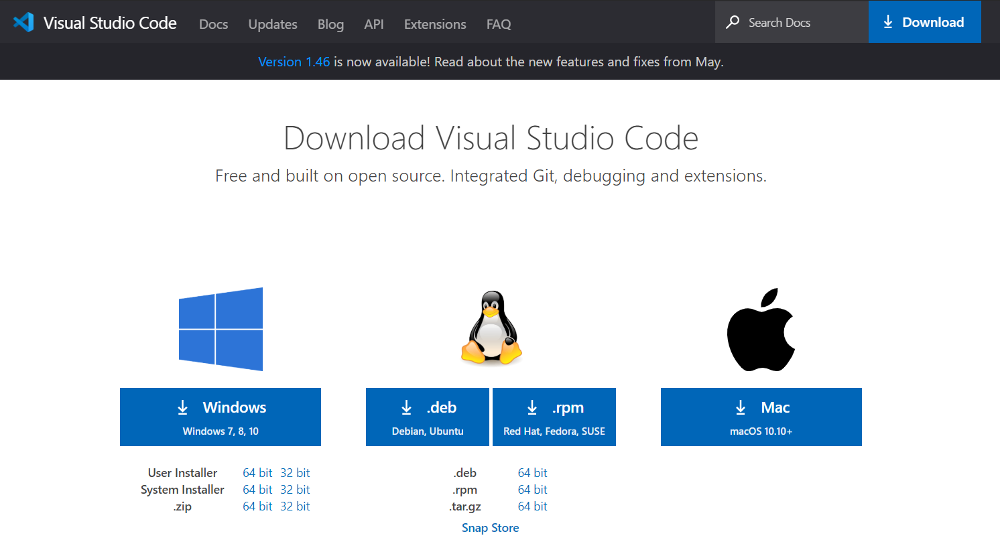 Visual Studio Code Docs Updates Blog API Extensions FAQ Search Docs Download
Version 1.46 is now available! Read about the new features and fixes from May.
Download Visual Studio Code
Free and built on open source. Integrated Git, debugging and extensions.
Windows
Windows 7, 8, 10
.deb
Debian, Ubuntu
.rpm
Red Hat, Fedora, SUSE
Mac
macOS 10.10+
User Installer 64 bit 32 bit
System Installer 64 bit 32 bit
.zip 64 bit 32 bit
.deb 64 bit
.rpm 64 bit
.tar.gz 64 bit
Snap Store